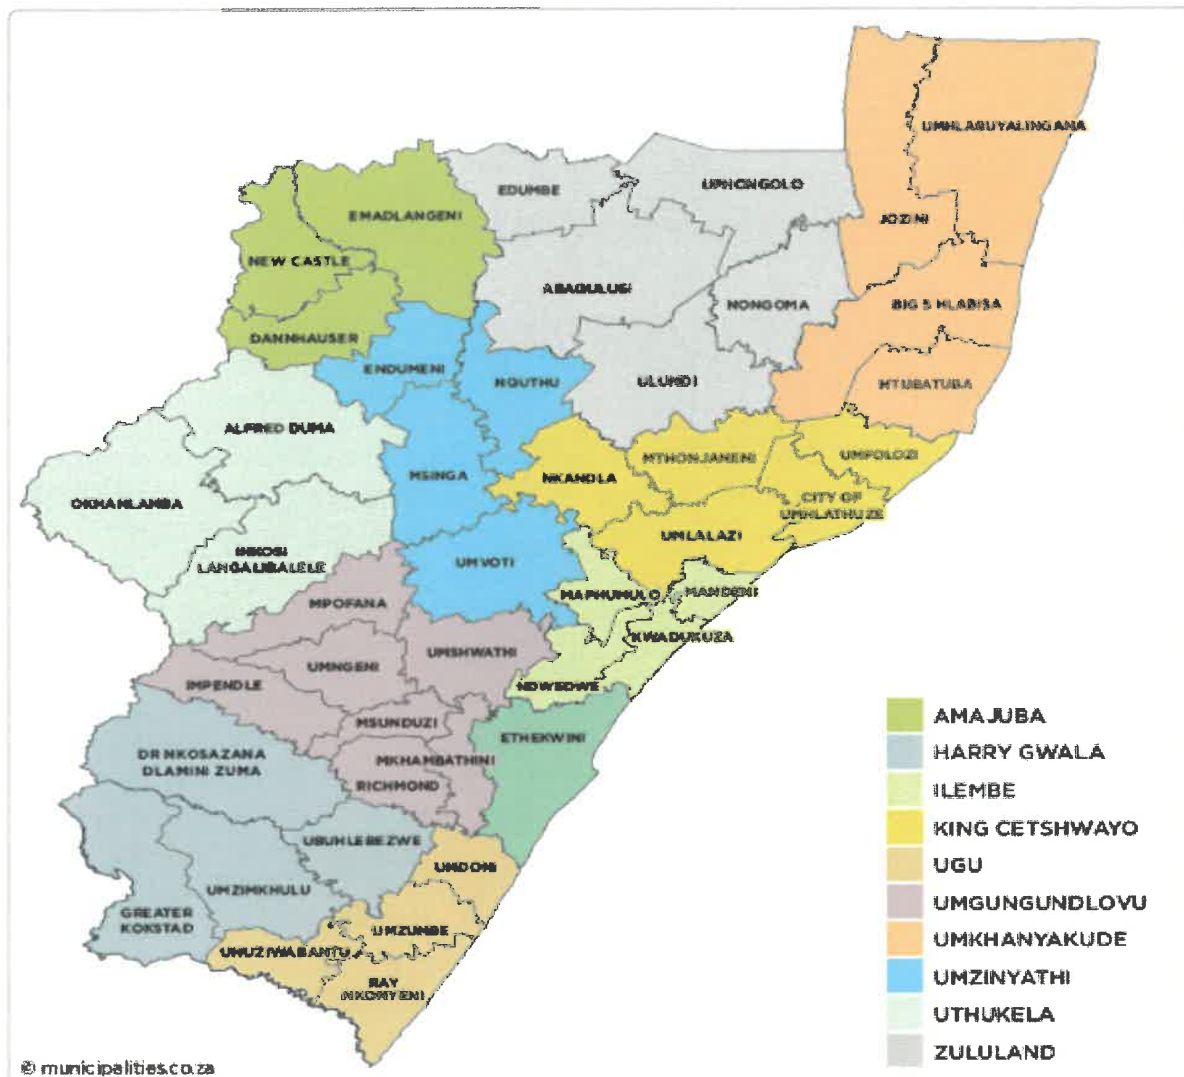 UMHLABUYALINGANA
EDUMBE
UPHONGOLO
EMADLANGENI
JOZINI
NEW CASTLE
ABAQULUSI
NONGOMA
BIG 5 HLABISA
DANNHAUSER
ENDUMENI
NQUTHU
ULUNDI
MTUBATUBA
ALFRED DUMA
MTHONJANENI
UMFOLOZI
MSINGA
NKANDLA
OKHAHLAMBA
CITY OF
UMHLATHUZE
UMLALAZI
INKOSI
LANGALIBALELE
UMVOTI
MAPHUMULO
MANDENI
MPOFANA
KWADUKUZA
UMSHWATHI
UMNGENI
IMPENDLE
NDWEDWE
MSUNDUZI
ETHEKWINI
DR NKOSAZANA
DLAMINI ZUMA
MKHAMBATHINI
RICHMOND
UBUHLEBEZWE
UMDONI
UMZIMKHULU
GREATER
KOKSTAD
UMZUMBE
UMUZIWABANTU
RAY
NKONYENI
AMAJUBA
HARRY GWALA
ILEMBE
KING CETSHWAYO
UGU
UMGUNGUNDLOVU
UMKHANYAKUDE
UMZINYATHI
UTHUKELA
ZULULAND
© municipalities.co.za